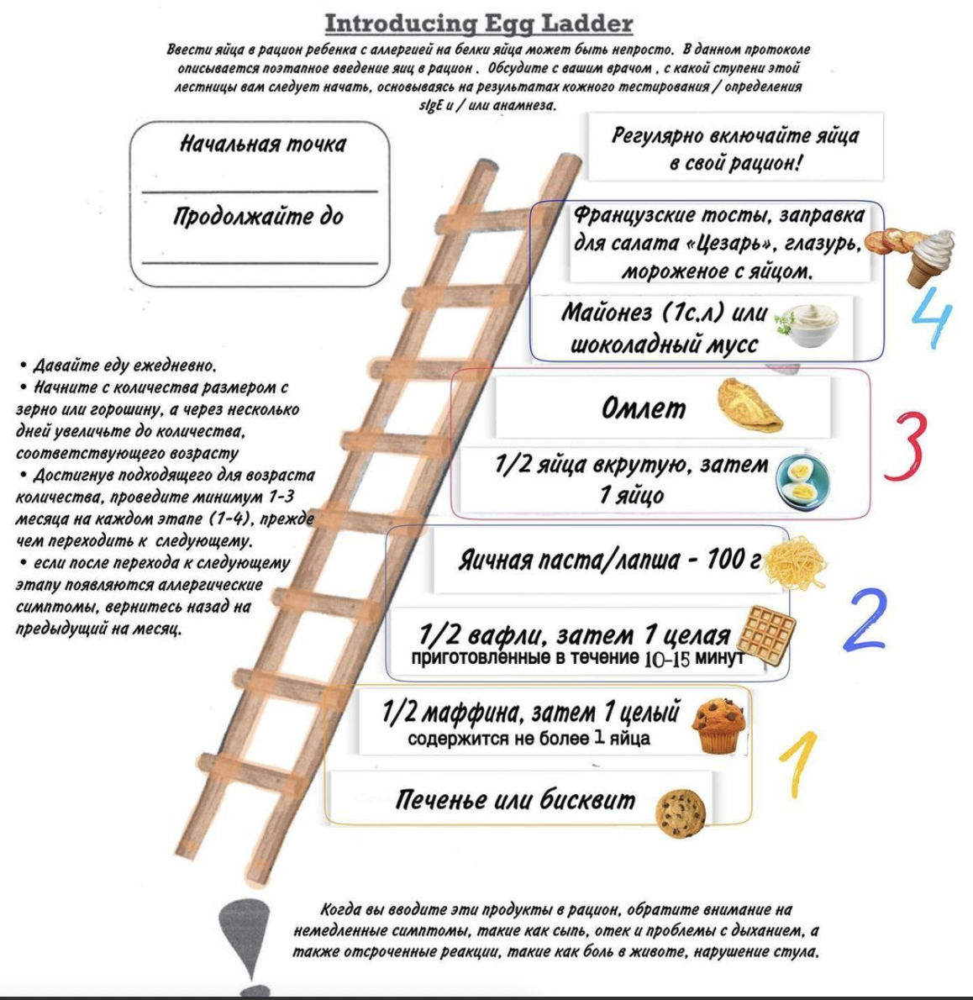 Introducing Egg Ladder
Ввести яйца в рацион ребенка с аллергией на белки яйца может быть непросто. В данном протоколе
описывается поэтапное введение яиц в рацион . Обсудите с вашим врачом , с какой ступени этой
лестницы вам следует начать, основываясь на результатах кожного тестирования / определения
sIgE и / или анамнеза.
Начальная точка
Продолжайте до
Регулярно включайте яйца
в свой рацион!
Французские тосты, заправка
для салата «Цезарь», глазурь,
мороженое с яйцом.
Майонез (1с.л) или
шоколадный мусс
4
Омлет
1/2 яйца вкрутую, затем
1 яйцо
3
Яичная паста/лапша - 100 г
1/2 вафли, затем 1 целая
приготовленные в течение 10-15 минут
2
1/2 маффина, затем 1 целый
содержится не более 1 яйца
Печенье или бисквит
1
• Давайте еду ежедневно.
• Начните с количества размером с
зерно или горошину, а через несколько
дней увеличьте до количества,
соответствующего возрасту
• Достигнув подходящего для возраста
количества, проведите минимум 1-3
месяца на каждом этапе (1-4), прежде
чем переходить к следующему.
• если после перехода к следующему
этапу появляются аллергические
симптомы, вернитесь назад на
предыдущий на месяц.
Когда вы вводите эти продукты в рацион, обратите внимание на
немедленные симптомы, такие как сыпь, отек и проблемы с дыханием, а
также отсроченные реакции, такие как боль в животе, нарушение стула.